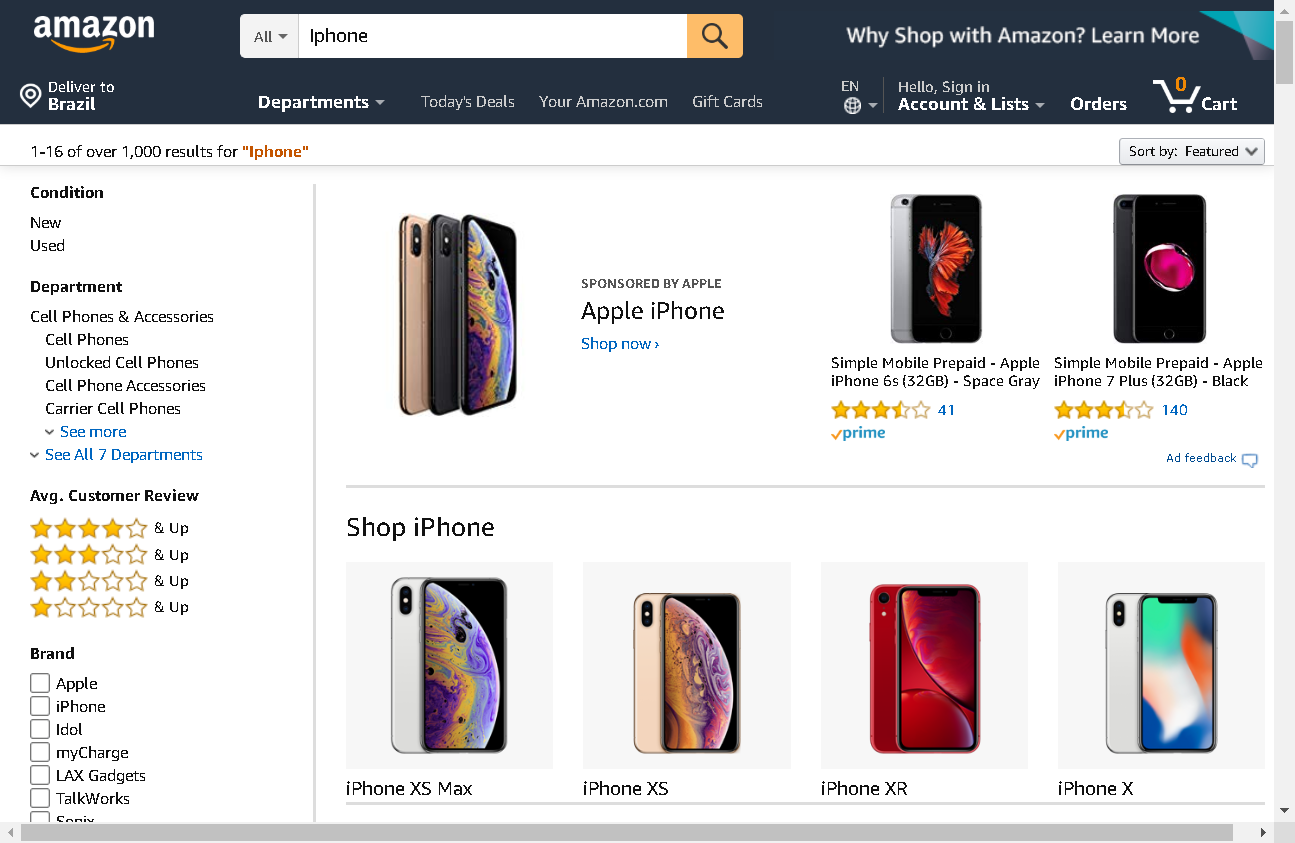 amazon
All
Iphone
Why Shop with Amazon? Learn More
Deliver to
Brazil
Departments
Today's Deals
Your Amazon.com
Gift Cards
EN
Hello, Sign in
Account & Lists
Orders
0
Cart
1-16 of over 1,000 results for "Iphone"
Sort by: Featured
Condition
New
Used
Department
Cell Phones & Accessories
Cell Phones
Unlocked Cell Phones
Cell Phone Accessories
Carrier Cell Phones
See more
See All 7 Departments
Avg. Customer Review
& Up
& Up
& Up
& Up
Brand
Apple
iPhone
Idol
myCharge
LAX Gadgets
TalkWorks
SPONSORED BY APPLE
Apple iPhone
Shop now ›
Simple Mobile Prepaid - Apple
iPhone 6s (32GB) - Space Gray
41
prime
Simple Mobile Prepaid - Apple
iPhone 7 Plus (32GB) - Black
140
prime
Ad feedback
Shop iPhone
iPhone XS Max
iPhone XS
iPhone XR
iPhone X